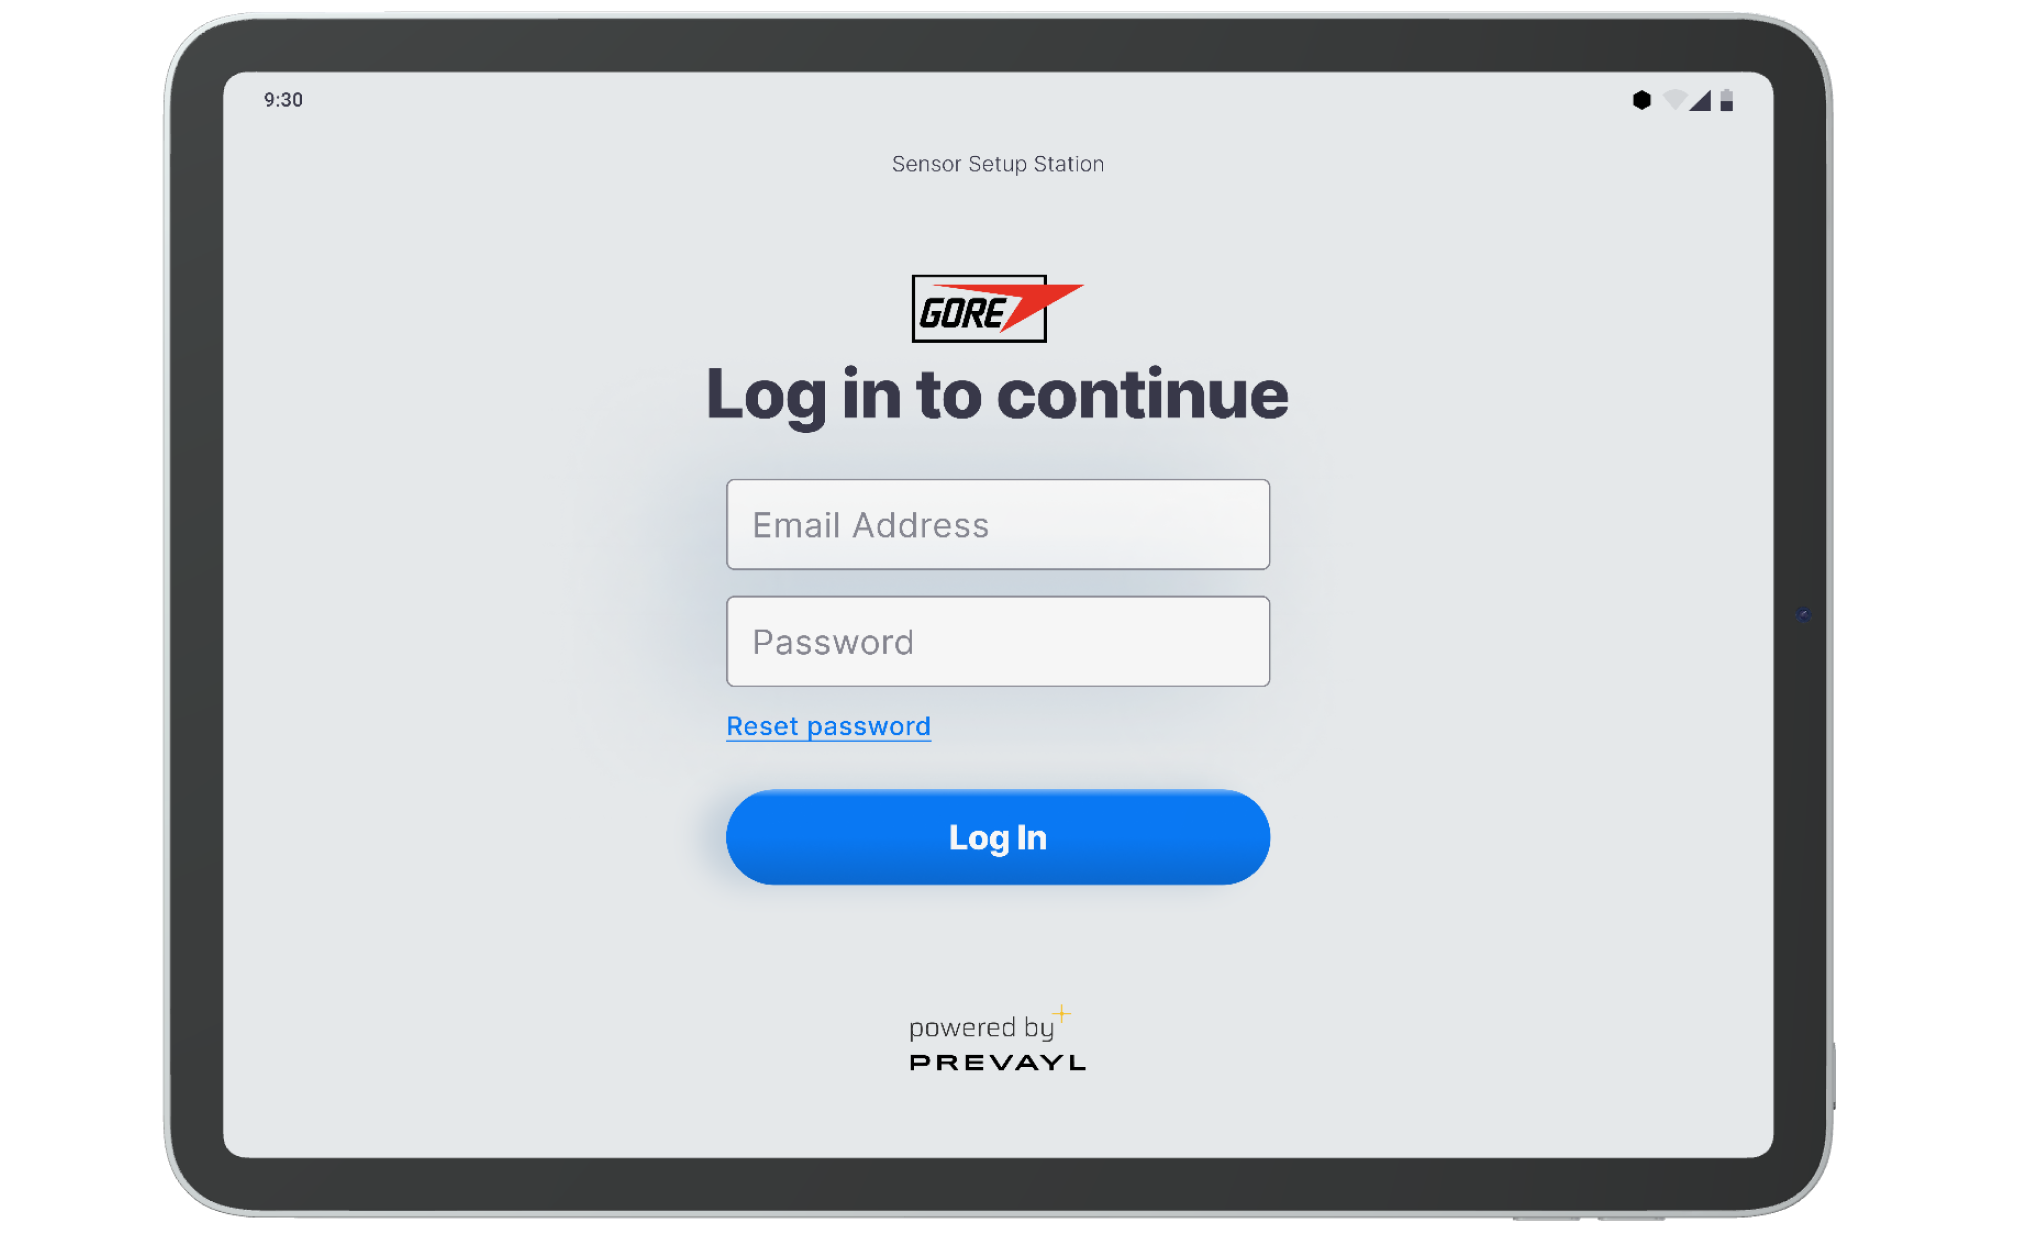 9:30
Sensor Setup Station
GORE
Log in to continue
Email Address
Password
Reset password
Log In
powered by
PREVAYL